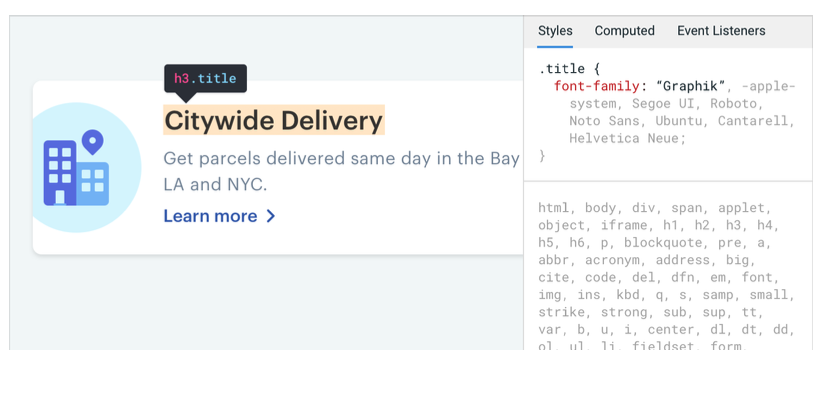 Styles Computed Event Listeners
h3.title
Citywide Delivery
Get parcels delivered same day in the Bay
LA and NYC.
Learn more
.title {
font-family: “Graphik”, -apple-
system, Segoe UI, Roboto,
Noto Sans, Ubuntu, Cantarell,
Helvetica Neue;
}
html, body, div, span, applet,
object, iframe, h1, h2, h3, h4,
h5, h6, p, blockquote, pre, a,
abbr, acronym, address, big,
cite, code, del, dfn, em, font,
img, ins, kbd, q, s, samp, small,
strike, strong, sub, sup, tt,
var, b, u, i, center, dl, dt, dd,
ol, ul, li, fieldset, form,